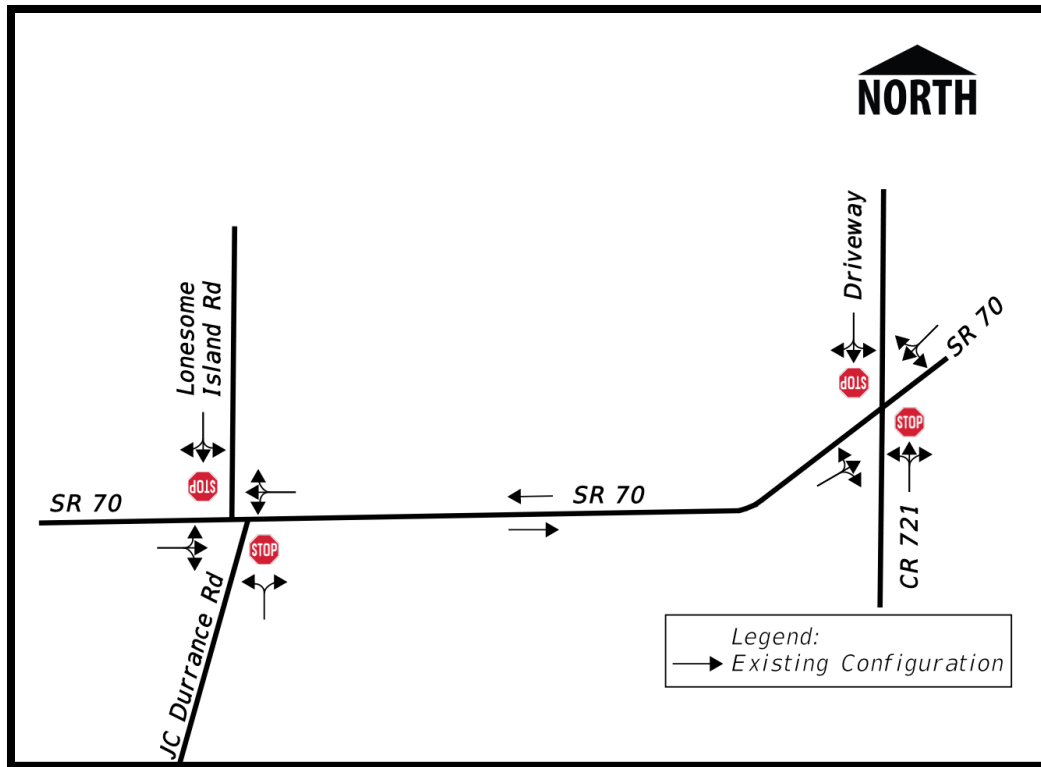 NORTH
Driveway
SR 70
Lonesome
Island Rd
STOP
STOP
STOP
SR 70
SR 70
STOP
CR 721
JC Durrance Rd
Legend:
Existing Configuration